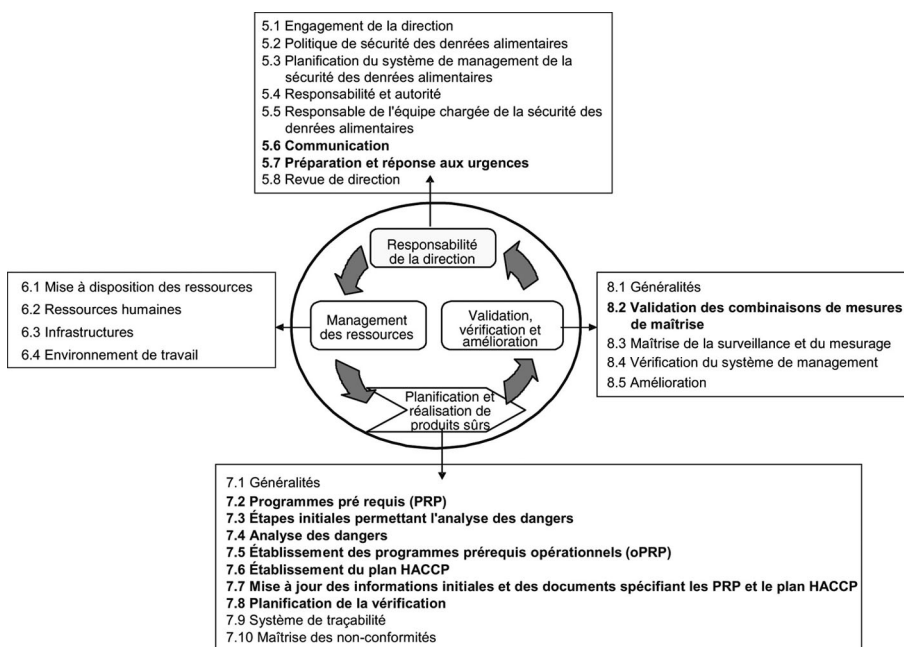 5.1 Engagement de la direction
5.2 Politique de sécurité des denrées alimentaires
5.3 Planification du système de management de la
sécurité des denrées alimentaires
5.4 Responsabilité et autorité
5.5 Responsable de l'équipe chargée de la sécurité des
denrées alimentaires
5.6 Communication
5.7 Préparation et réponse aux urgences
5.8 Revue de direction
Responsabilité
de la direction
6.1 Mise à disposition des ressources
6.2 Ressources humaines
6.3 Infrastructures
6.4 Environnement de travail
Management
des ressources
Validation,
vérification et
amélioration
8.1 Généralités
8.2 Validation des combinaisons de mesures
de maîtrise
8.3 Maîtrise de la surveillance et du mesurage
8.4 Vérification du système de management
8.5 Amélioration
Planification et
réalisation de
produits sûrs
7.1 Généralités
7.2 Programmes pré requis (PRP)
7.3 Étapes initiales permettant l'analyse des dangers
7.4 Analyse des dangers
7.5 Établissement des programmes prérequis opérationnels (oPRP)
7.6 Établissement du plan HACCP
7.7 Mise à jour des informations initiales et des documents spécifiant les PRP et le plan HACCP
7.8 Planification de la vérification
7.9 Système de traçabilité
7.10 Maîtrise des non-conformités